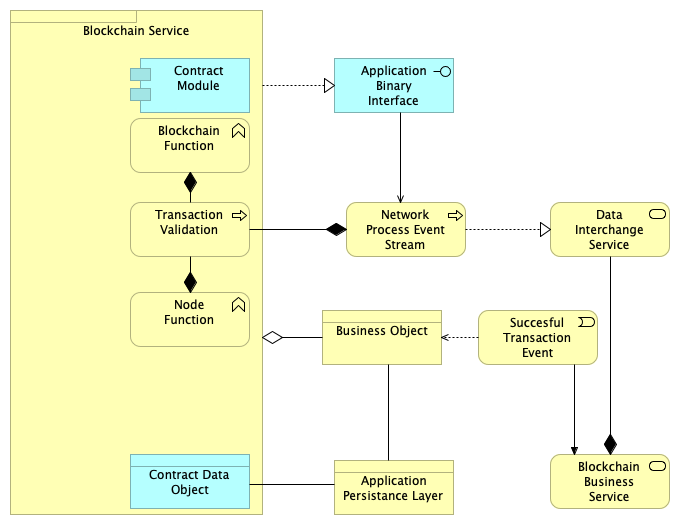 Blockchain Service
Contract
Module
Application
Binary
Interface
Blockchain
Function
Transaction
Validation
Network
Process Event
Stream
Data
Interchange
Service
Node
Function
Business Object
Succesful
Transaction
Event
Contract Data
Object
Application
Persistance Layer
Blockchain
Business
Service